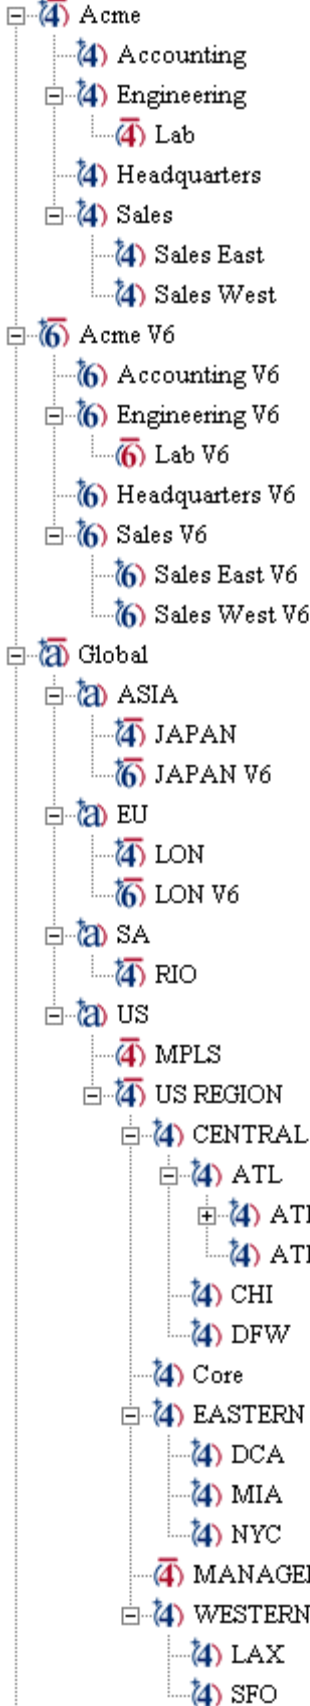 Acme
Accounting
Engineering
Lab
Headquarters
Sales
Sales East
Sales West
Acme V6
Accounting V6
Engineering V6
Lab V6
Headquarters V6
Sales V6
Sales East V6
Sales West V6
Global
ASIA
JAPAN
JAPAN V6
EU
LON
LON V6
SA
RIO
US
MPLS
US REGION
CENTRAL
ATL
CHI
DFW
Core
EASTERN
DCA
MIA
NYC
WESTERN
LAX
SFO